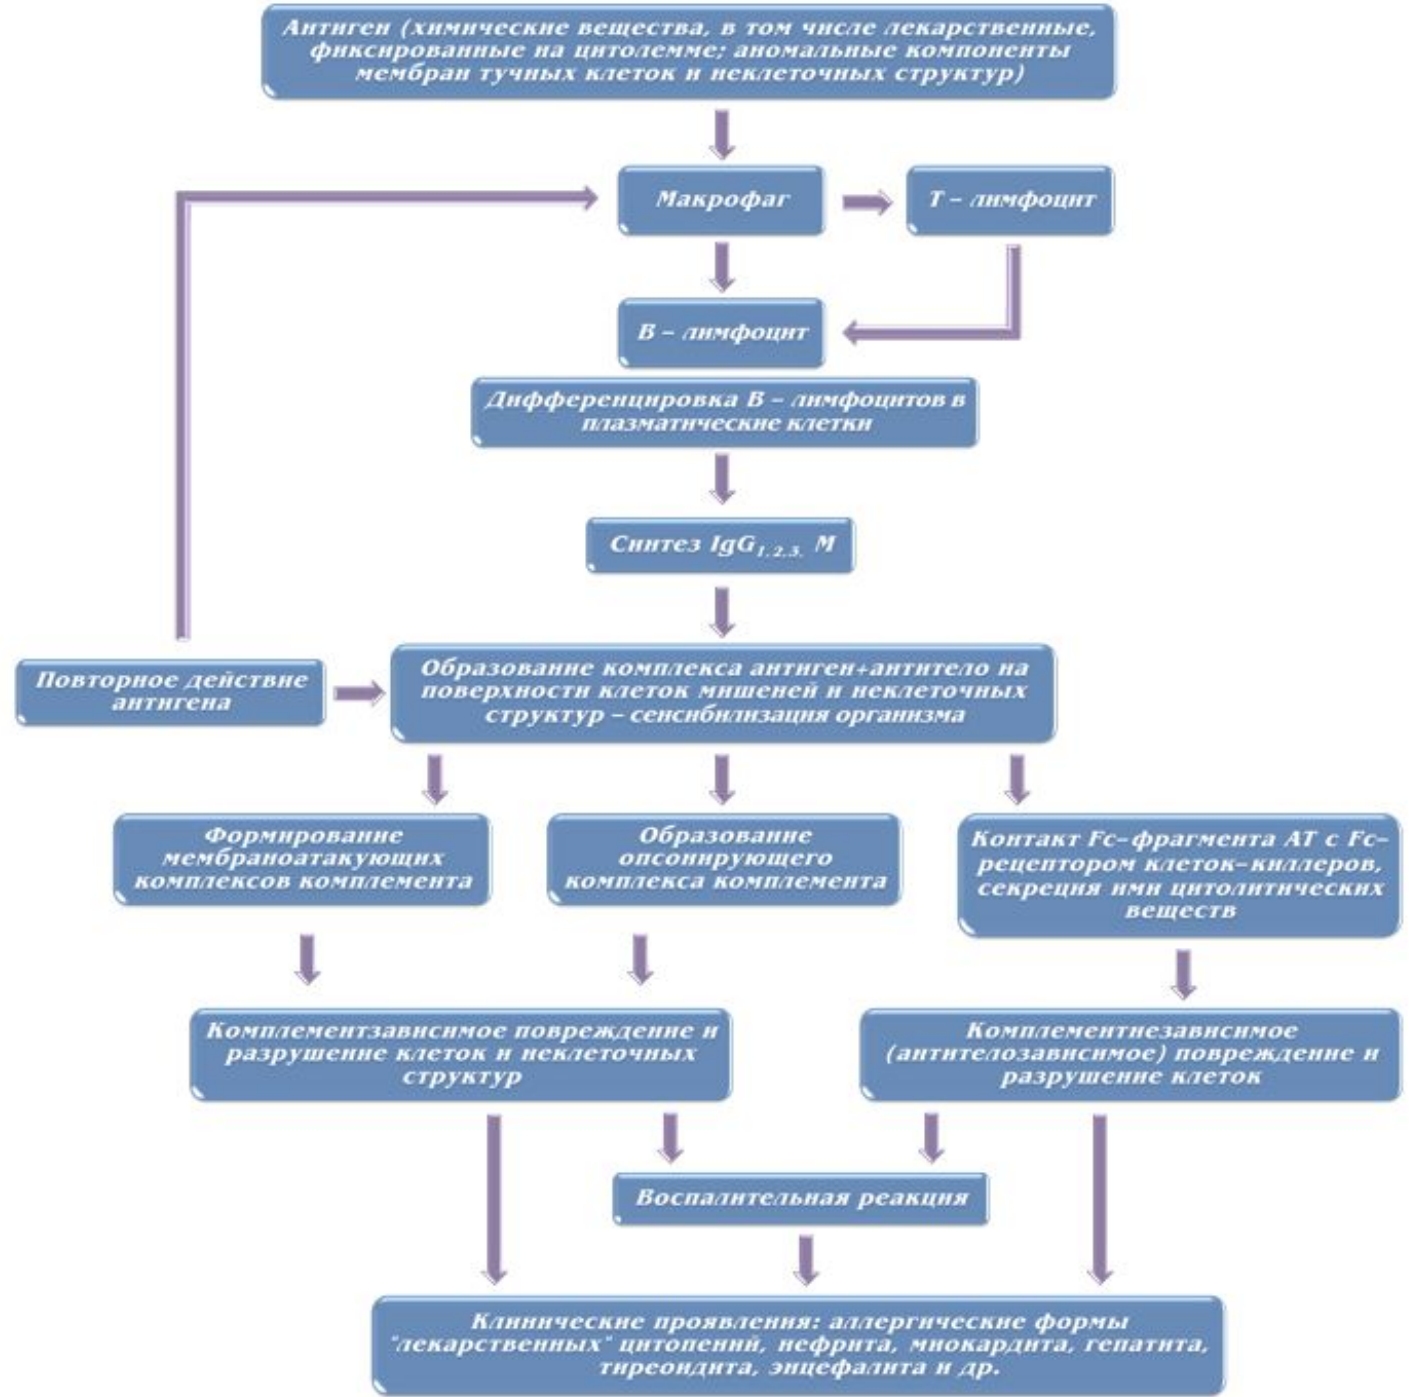 Антиген (химические вещества, в том числе лекарственные,
фиксированные на цитолемме; аномальные компоненты
мембран тучных клеток и неклеточных структур)
Макрофаг
Т – лимфоцит
В – лимфоцит
Дифференцировка В – лимфоцитов в
плазматические клетки
Синтез IgG1,2,3, М
Повторное действие
антигена
Образование комплекса антиген+антитело на
поверхности клеток мишеней и неклеточных
структур – сенсибилизация организма
Формирование
мембраноатакующих
комплексов комплемента
Образование
опсонирующего
комплекса комплемента
Контакт Fc–фрагмента АТ с Fc–
рецептором клеток–киллеров,
секреция ими цитолитических
веществ
Комплементзависимое повреждение и
разрушение клеток и неклеточных
структур
Комплементнезависимое
(антителозависимое) повреждение и
разрушение клеток
Воспалительная реакция
Клинические проявления: аллергические формы
"лекарственных" цитопений, нефрита, миокардита, гепатита,
тиреоидита, энцефалита и др.